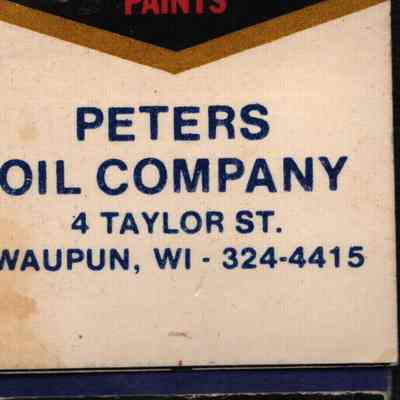 PAINTS
PETERS
OIL COMPANY
4 TAYLOR ST.
WAUPUN, WI - 324-4415